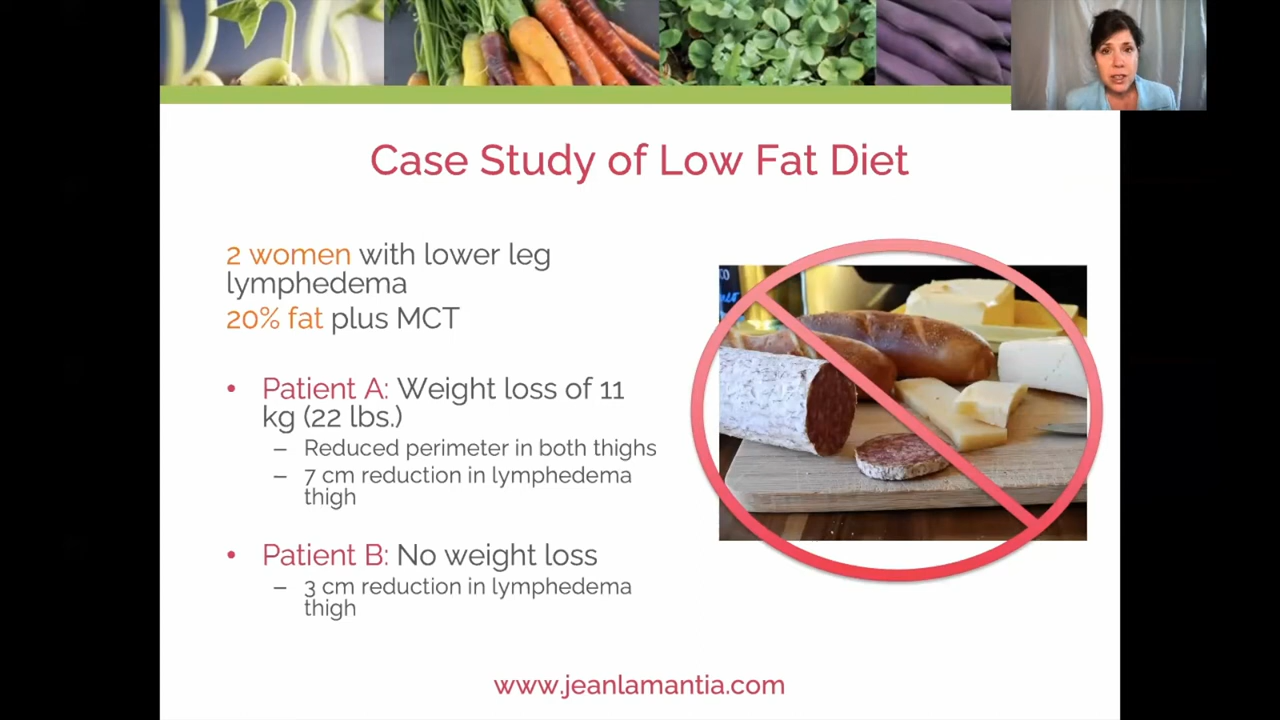 Case Study of Low Fat Diet
2 women with lower leg
lymphedema
20% fat plus MCT
• Patient A: Weight loss of 11
kg (22 lbs.)
– Reduced perimeter in both thighs
– 7 cm reduction in lymphedema
thigh
• Patient B: No weight loss
– 3 cm reduction in lymphedema
thigh
www.jeanlamantia.com